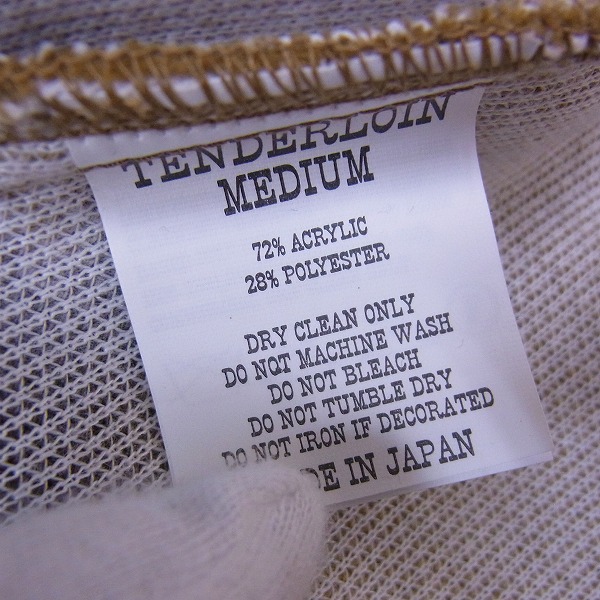 TENDERLOIN
MEDIUM
72% ACRYLIC
28% POLYESTER
DRY CLEAN ONLY
DO NOT MACHINE WASH
DO NOT BLEACH
DO NOT TUMBLE DRY
DO NOT IRON IF DECORATED
DE IN JAPAN